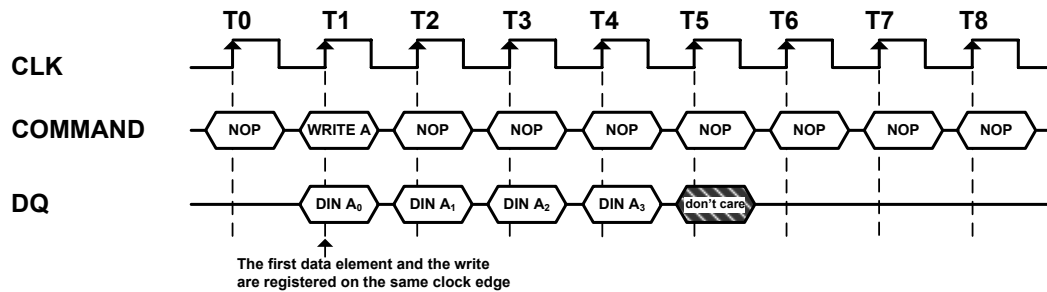 T0 T1 T2 T3 T4 T5 T6 T7 T8
CLK
COMMAND NOP WRITE A NOP NOP NOP NOP NOP NOP NOP
DQ DIN A₀ DIN A₁ DIN A₂ DIN A₃ don't care
The first data element and the write
are registered on the same clock edge